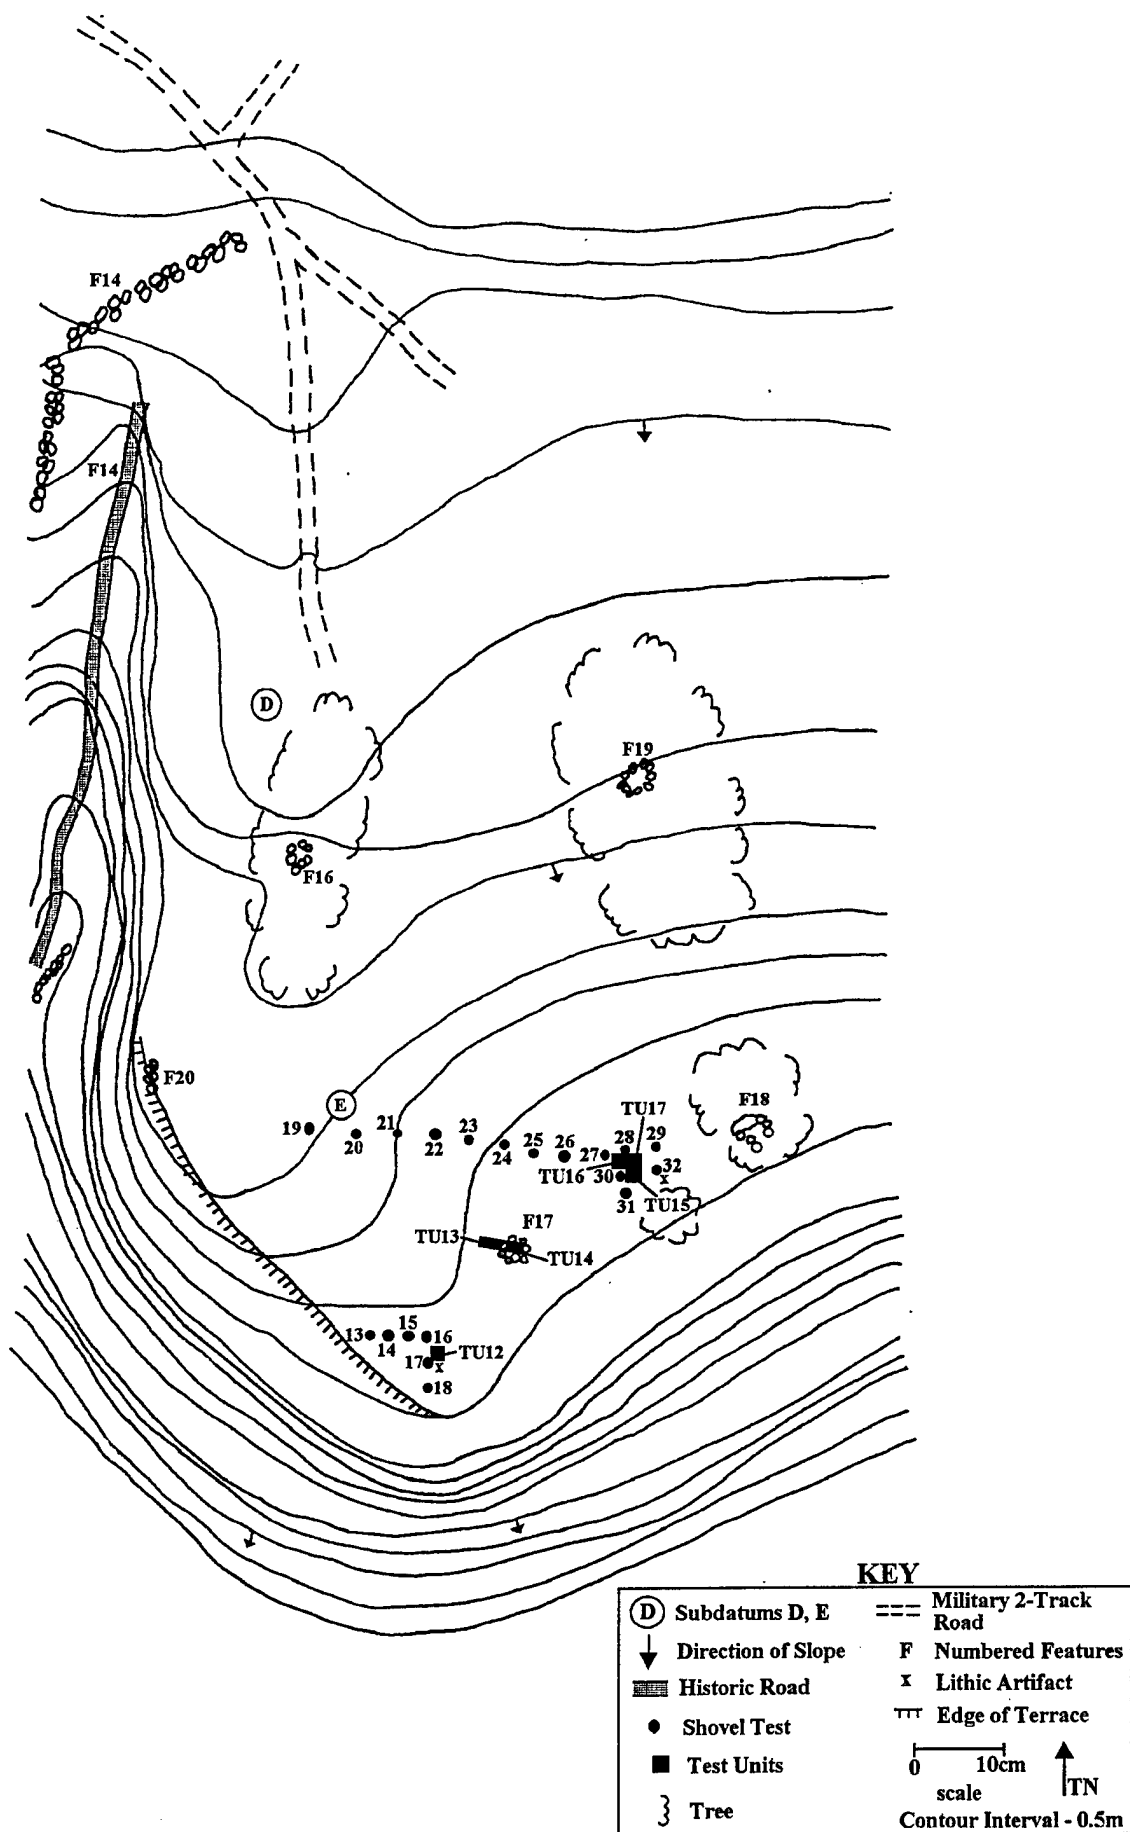 F14
F14
D
F19
F16
F20
E
F18
TU17
19
20
21
22
23
24
25
26
27
28
29
TU16
30
32
x
31
TU15
F17
TU13
TU14
13
14
15
16
TU12
17
x
18
KEY
D Subdatums D, E
Direction of Slope
Historic Road
Shovel Test
Test Units
Tree
Military 2-Track
Road
F Numbered Features
x Lithic Artifact
Edge of Terrace
0 10cm
scale
TN
Contour Interval - 0.5m